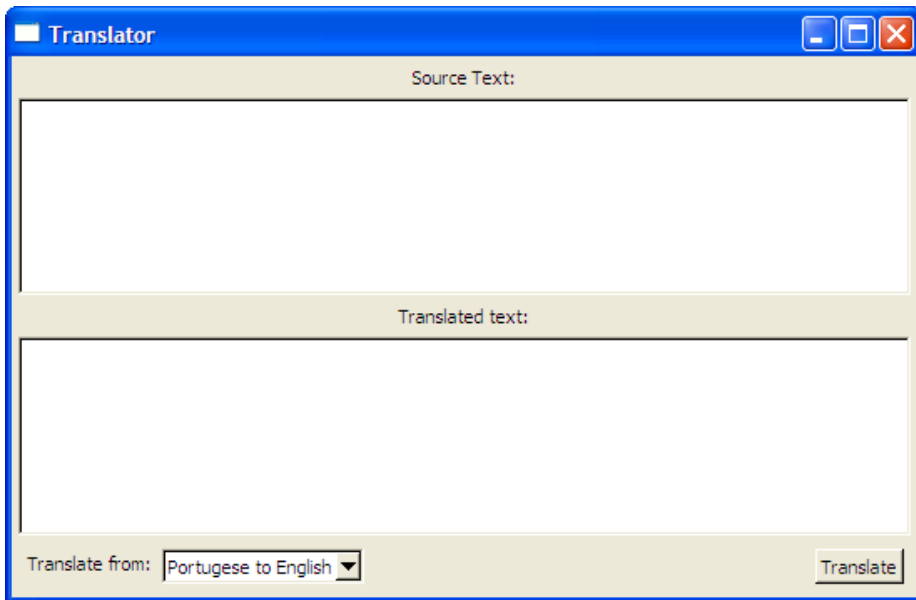 Translator
Source Text:
Translated text:
Translate from: Portugese to English Translate